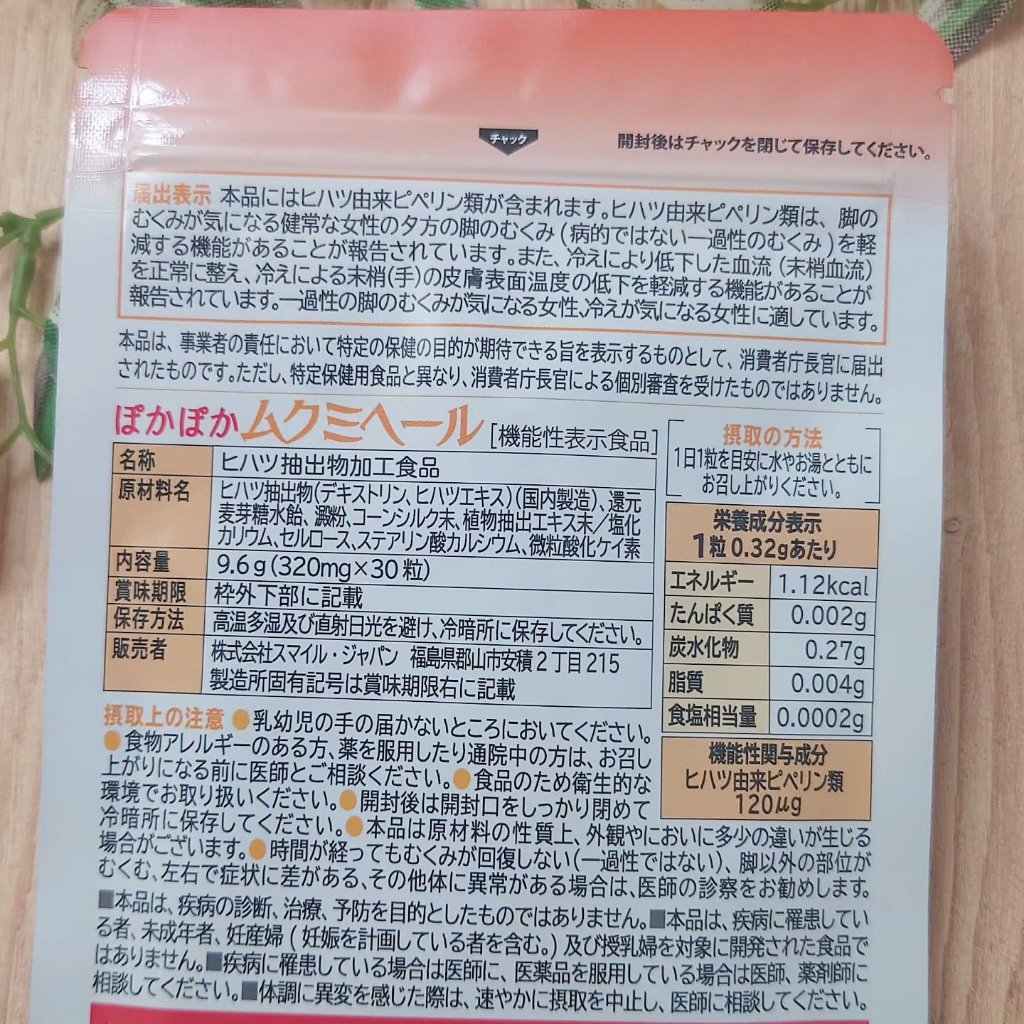 チャック
開封後はチャックを閉じて保存してください。
届出表示 本品にはヒハツ由来ピペリン類が含まれます。ヒハツ由来ピペリン類は、脚の
むくみが気になる健常な女性の夕方の脚のむくみ(病的ではない一過性のむくみ)を軽
減する機能があることが報告されています。また、冷えにより低下した血流(末梢血流)
を正常に整え、冷えによる末梢(手)の皮膚表面温度の低下を軽減する機能があることが
報告されています。一過性の脚のむくみが気になる女性、冷えが気になる女性に適しています。
本品は、事業者の責任において特定の保健の目的が期待できる旨を表示するものとして、消費者庁長官に届出
されたものです。ただし、特定保健用食品と異なり、消費者庁長官による個別審査を受けたものではありません。
ぽかぽかムクミヘール [機能性表示食品]
名称 ヒハツ抽出物加工食品
原材料名 ヒハツ抽出物(デキストリン、ヒハツエキス)(国内製造)、還元
麦芽糖水飴、澱粉、コーンシルク末、植物抽出エキス末/塩化
カリウム、セルロース、ステアリン酸カルシウム、微粒酸化ケイ素
内容量 9.6g(320mg×30粒)
賞味期限 枠外下部に記載
保存方法 高温多湿及び直射日光を避け、冷暗所に保存してください。
販売者 株式会社スマイル・ジャパン 福島県郡山市安積2丁目215
製造所固有記号は賞味期限右に記載
摂取の方法
1日1粒を目安に水やお湯とともに
お召し上がりください。
栄養成分表示
1粒0.32gあたり
エネルギー 1.12kcal
たんぱく質 0.002g
炭水化物 0.27g
脂質 0.004g
食塩相当量 0.0002g
機能性関与成分
ヒハツ由来ピペリン類
120μg
摂取上の注意 ●乳幼児の手の届かないところにおいてください。
●食物アレルギーのある方、薬を服用したり通院中の方は、お召し
上がりになる前に医師とご相談ください。●食品のため衛生的な
環境でお取り扱いください。●開封後は開封口をしっかり閉めて
冷暗所に保存してください。●本品は原材料の性質上、外観やにおいに多少の違いが生じる
場合がございます。●時間が経ってもむくみが回復しない(一過性ではない)、脚以外の部位が
むくむ、左右で症状に差がある、その他体に異常がある場合は、医師の診察をお勧めします。
■本品は、疾病の診断、治療、予防を目的としたものではありません。■本品は、疾病に罹患してい
る者、未成年者、妊産婦(妊娠を計画している者を含む。)及び授乳婦を対象に開発された食品で
はありません。■疾病に罹患している場合は医師に、医薬品を服用している場合は医師、薬剤師に
相談してください。■体調に異変を感じた際は、速やかに摂取を中止し、医師に相談してください。